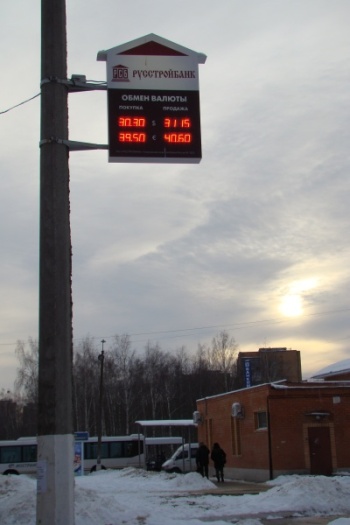 РСБ РУССТРОЙБАНК
ОБМЕН ВАЛЮТЫ
ПОКУПКА ПРОДАЖА
30.30 $ 31.15
39.50 € 40.60